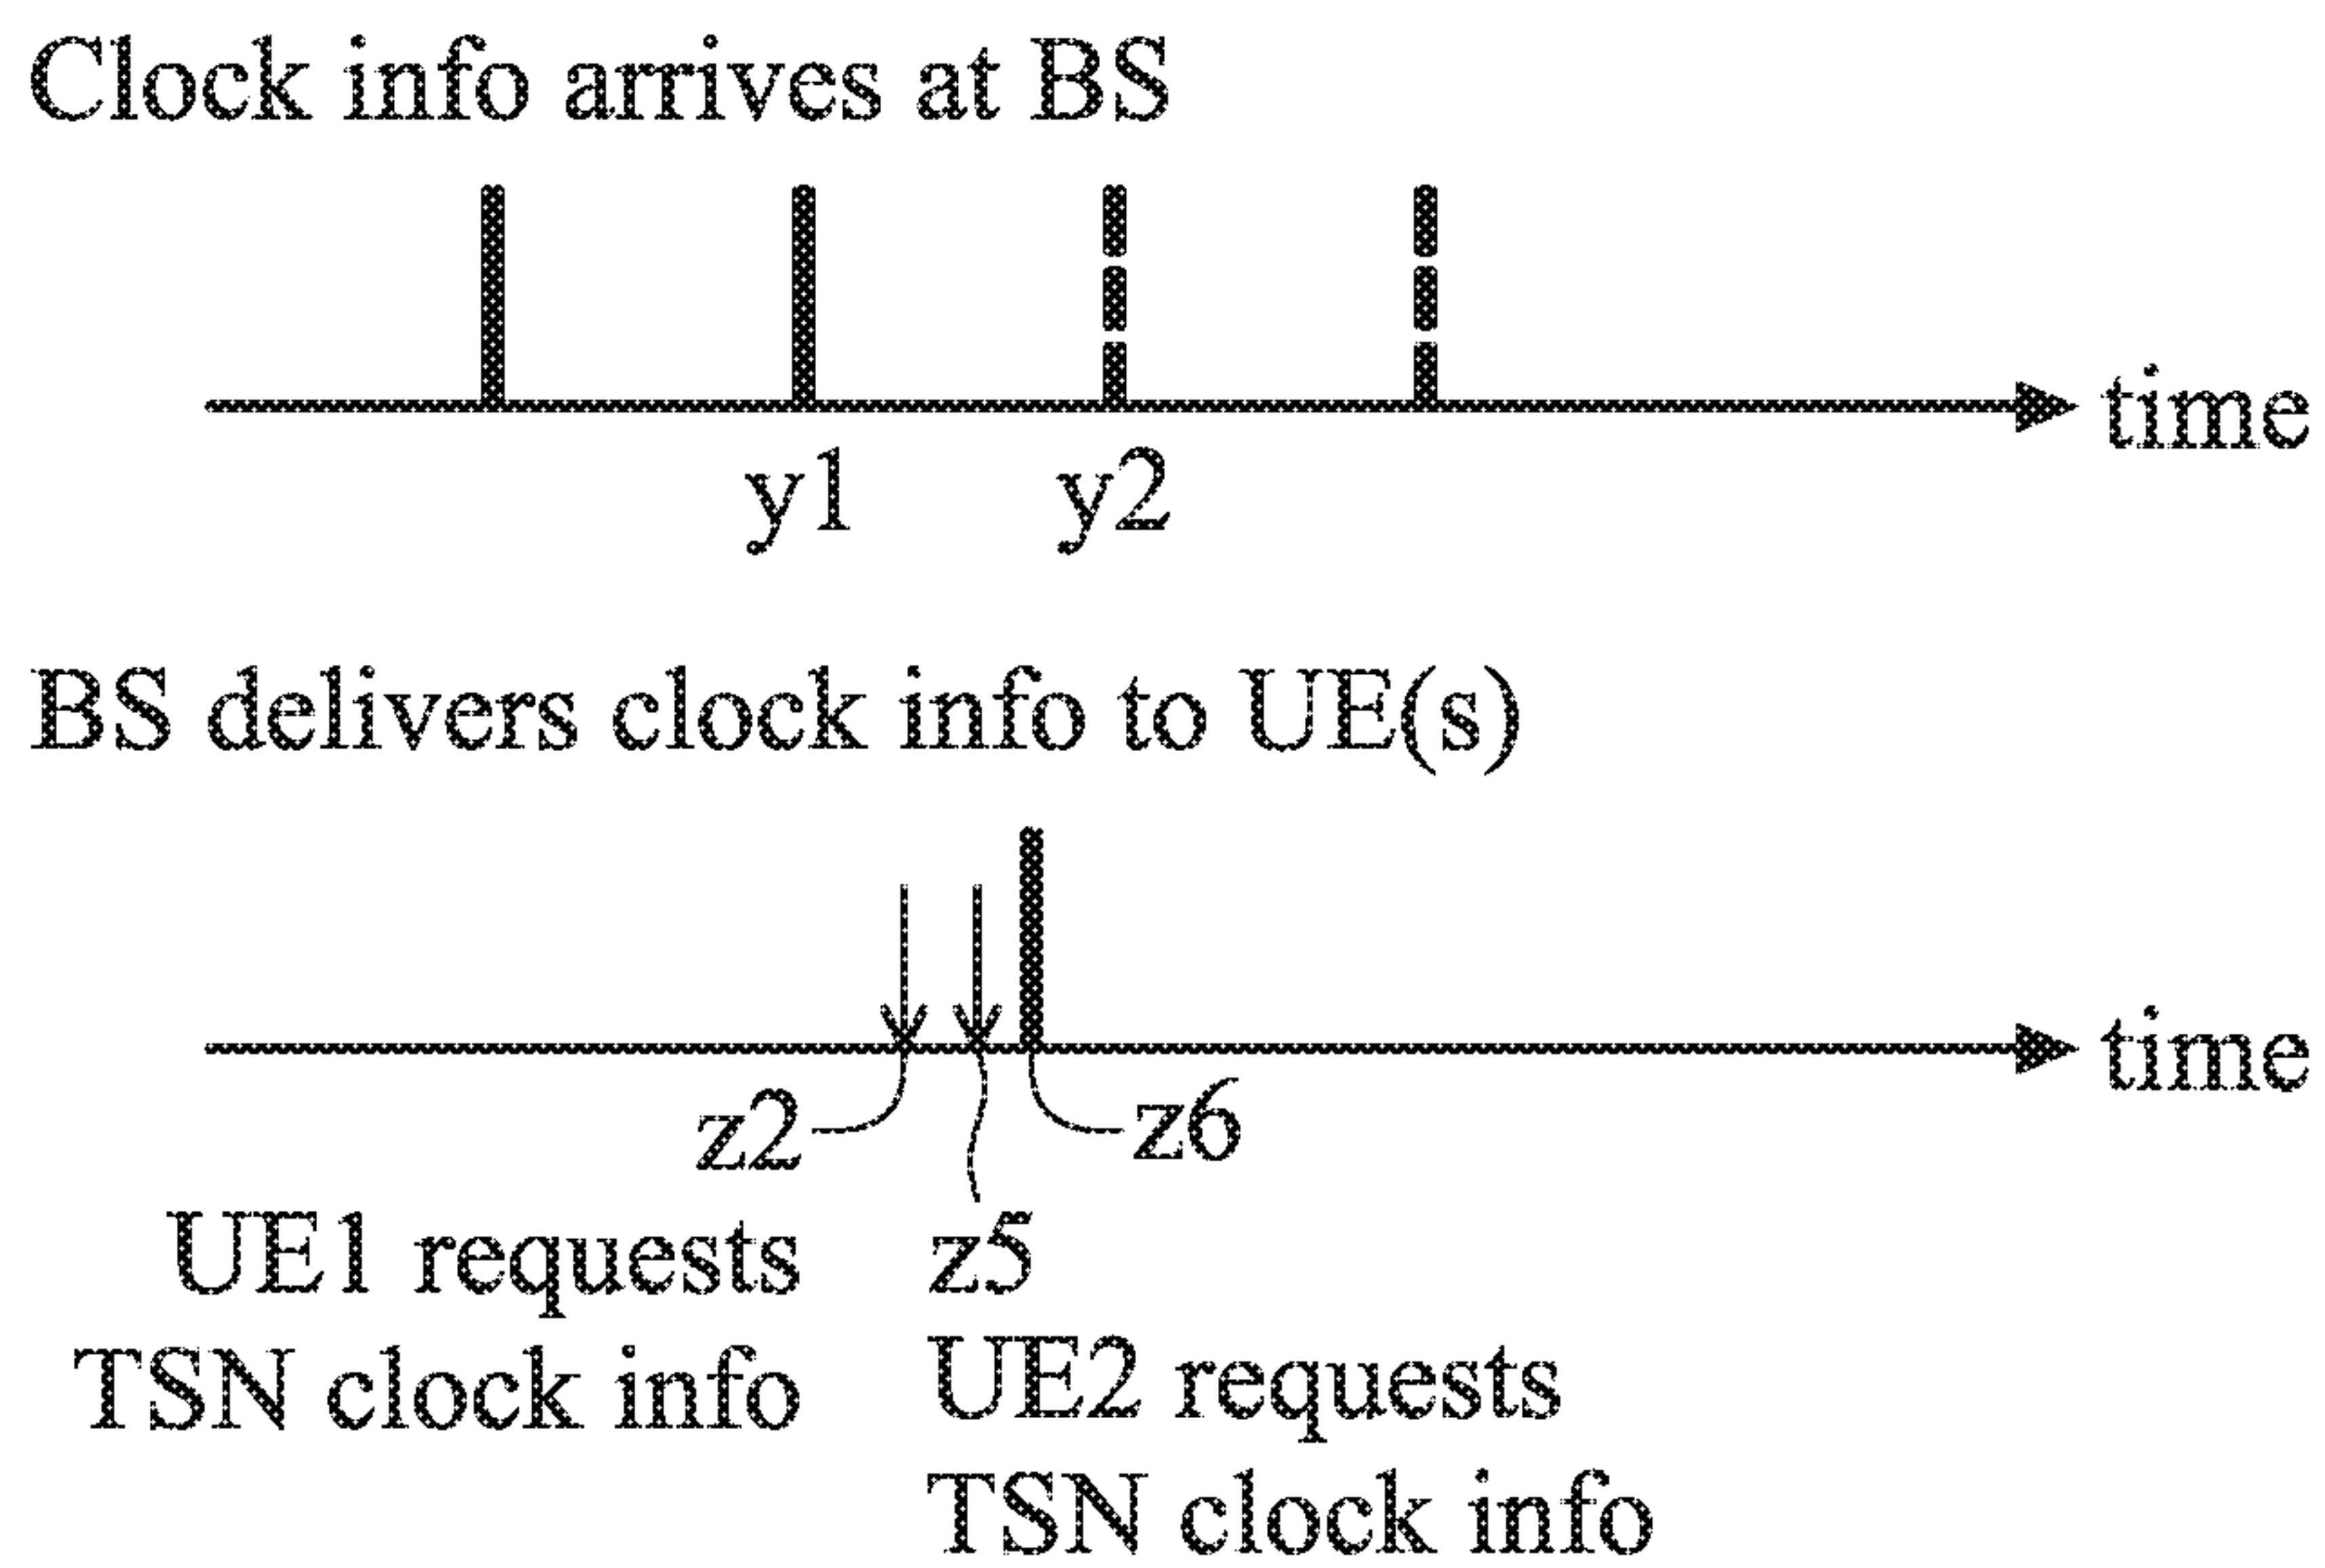 Clock info arrives at BS
time
y1
y2
BS delivers clock info to UE(s)
time
z2
z6
UE1 requests
TSN clock info
z5
UE2 requests
TSN clock info